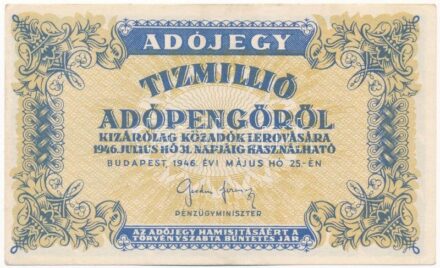 ADÓJEGY
TIZMILLIÓ
ADÓPENGŐRŐL
KIZÁRÓLAG KÖZADÓK LEROVÁSÁRA
1946.JULIUS HÓ 31. NAPJÁIG HASZNÁLHATÓ
BUDAPEST, 1946. ÉVI MÁJUS HÓ 25-ÉN
PÉNZÜGYMINISZTER
AZ ADÓJEGY HAMISITÁSÁÉRT A
TÖRVÉNYSZABTA BÜNTETÉS JÁR.